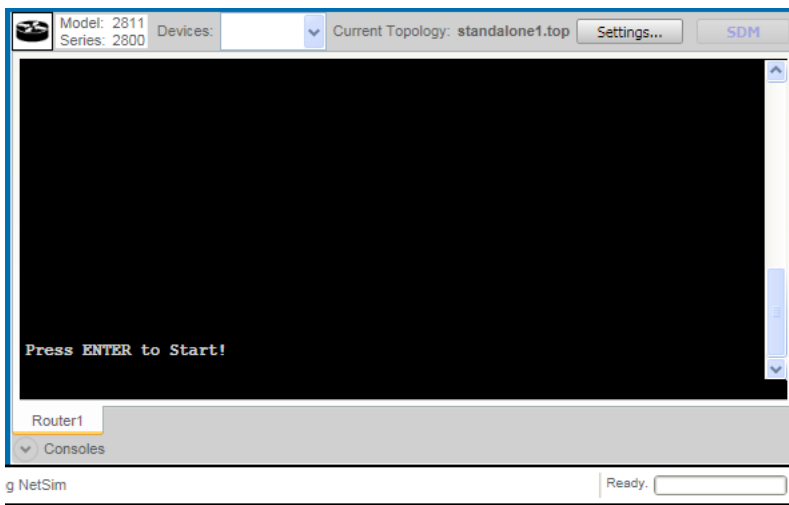 Model: 2811
Series: 2800
Devices:
Current Topology: standalone1.top
Settings...
SDM
Press ENTER to Start!
Router1
Consoles
g NetSim
Ready.